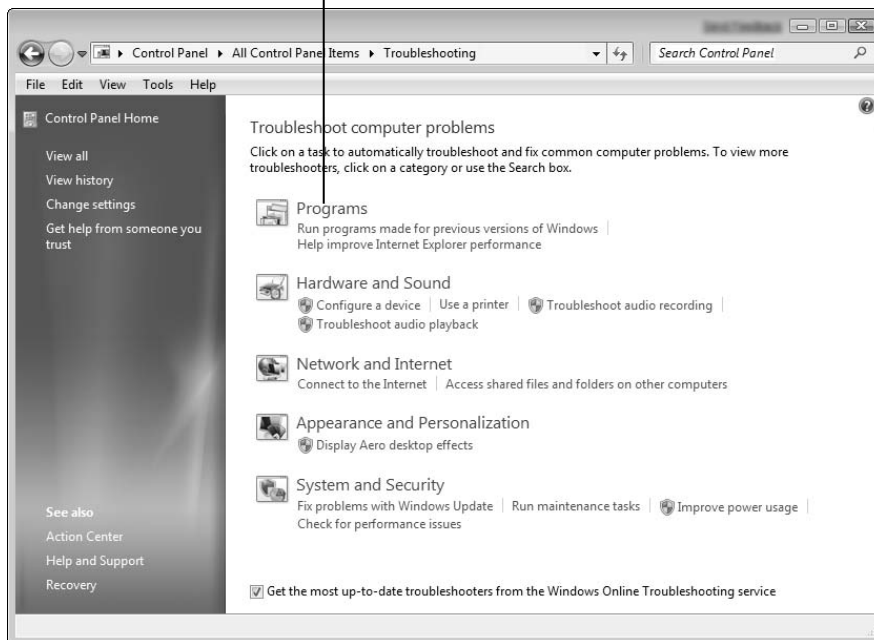 Control Panel ▸ All Control Panel Items ▸ Troubleshooting
Search Control Panel
File Edit View Tools Help
Control Panel Home
View all
View history
Change settings
Get help from someone you
trust
See also
Action Center
Help and Support
Recovery
Troubleshoot computer problems
Click on a task to automatically troubleshoot and fix common computer problems. To view more
troubleshooters, click on a category or use the Search box.
Programs
Run programs made for previous versions of Windows
Help improve Internet Explorer performance
Hardware and Sound
Configure a device Use a printer Troubleshoot audio recording
Troubleshoot audio playback
Network and Internet
Connect to the Internet Access shared files and folders on other computers
Appearance and Personalization
Display Aero desktop effects
System and Security
Fix problems with Windows Update Run maintenance tasks Improve power usage
Check for performance issues
Get the most up-to-date troubleshooters from the Windows Online Troubleshooting service